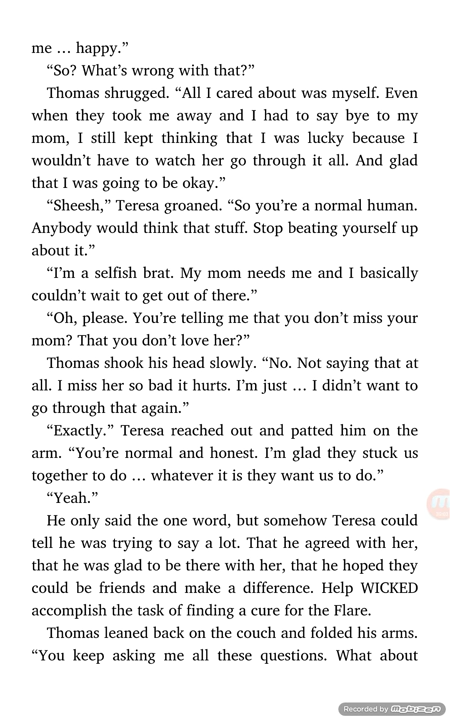 me … happy.”
“So? What’s wrong with that?”
Thomas shrugged. “All I cared about was myself. Even
when they took me away and I had to say bye to my
mom, I still kept thinking that I was lucky because I
wouldn’t have to watch her go through it all. And glad
that I was going to be okay.”
“Sheesh,” Teresa groaned. “So you’re a normal human.
Anybody would think that stuff. Stop beating yourself up
about it.”
“I’m a selfish brat. My mom needs me and I basically
couldn’t wait to get out of there.”
“Oh, please. You’re telling me that you don’t miss your
mom? That you don’t love her?”
Thomas shook his head slowly. “No. Not saying that at
all. I miss her so bad it hurts. I’m just … I didn’t want to
go through that again.”
“Exactly.” Teresa reached out and patted him on the
arm. “You’re normal and honest. I’m glad they stuck us
together to do … whatever it is they want us to do.”
“Yeah.”
He only said the one word, but somehow Teresa could
tell he was trying to say a lot. That he agreed with her,
that he was glad to be there with her, that he hoped they
could be friends and make a difference. Help WICKED
accomplish the task of finding a cure for the Flare.
Thomas leaned back on the couch and folded his arms.
“You keep asking me all these questions. What about
Recorded by mobizen